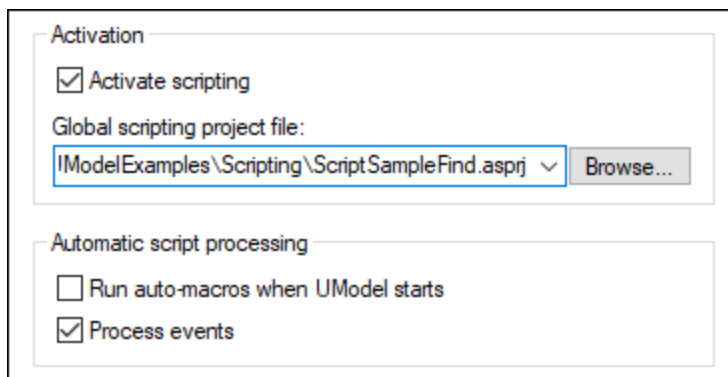 Activation
Activate scripting
Global scripting project file:
ModelExamples\Scripting\ScriptSampleFind.asprj Browse...
Automatic script processing
Run auto-macros when UModel starts
Process events